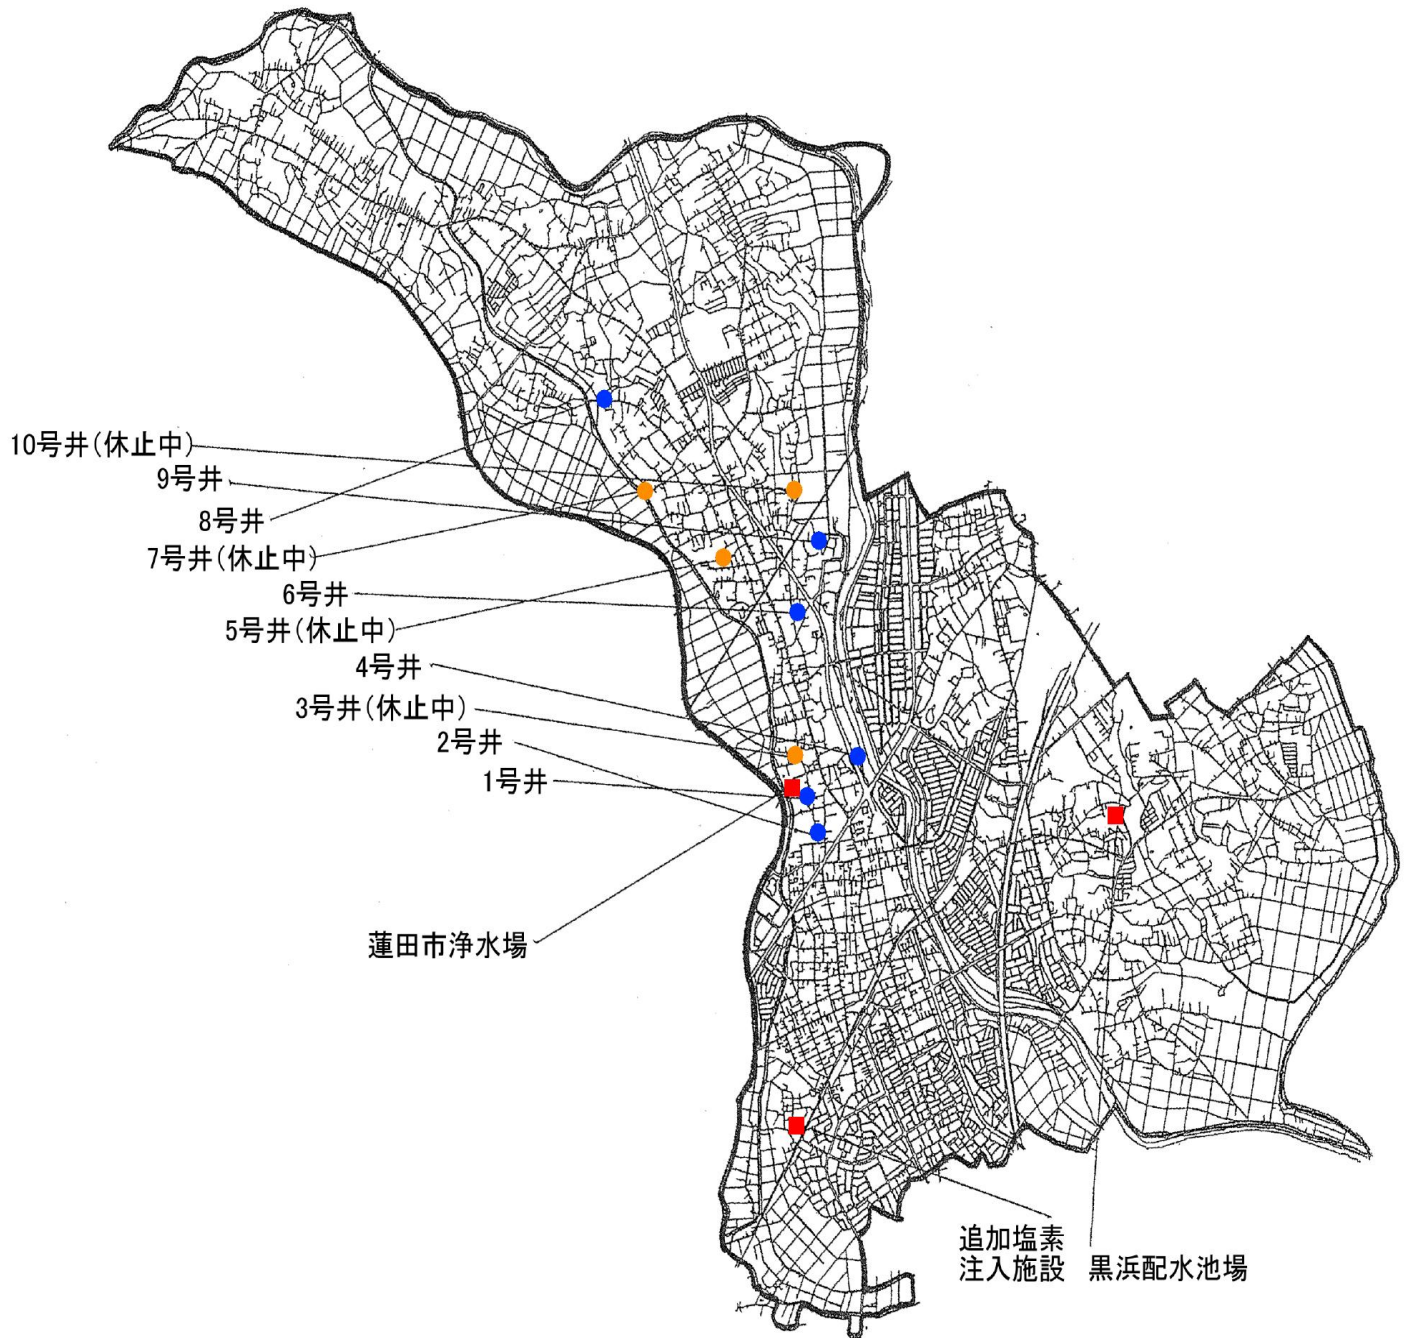 10号井(休止中)
9号井
8号井
7号井(休止中)
6号井
5号井(休止中)
4号井
3号井(休止中)
2号井
1号井
蓮田市浄水場
追加塩素
注入施設
黒浜配水池場